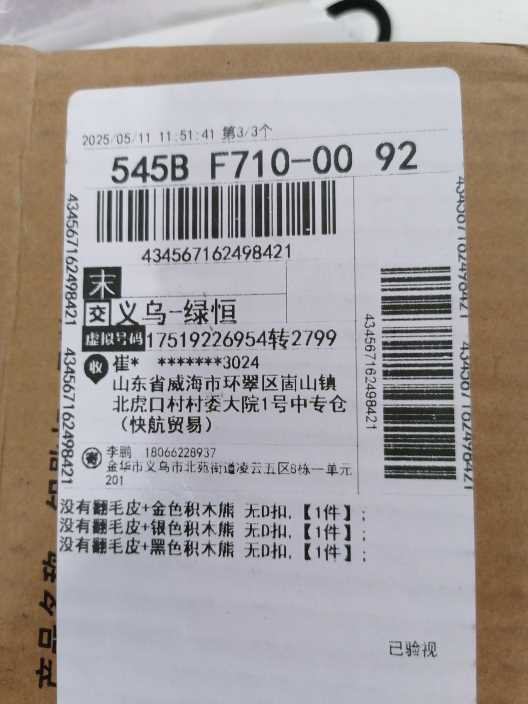 2025/05/11 11:51:41 第3/3个
545B F710-00 92
434567162498421
末
交 义乌-绿恒
虚拟号码 17519226954转2799
收 崔* *******3024
山东省威海市环翠区崮山镇
北虎口村村委大院1号中专仓
（快航贸易）
寄 李鹏 18066228937
金华市义乌市北苑街道凌云五区8栋一单元
201
没有翻毛皮+金色积木熊 无D扣,【1件】;
没有翻毛皮+银色积木熊 无D扣,【1件】;
没有翻毛皮+黑色积木熊 无D扣,【1件】;
已验视
434567162498421
434567162498421
434567162498421
434567162498421
产品名称